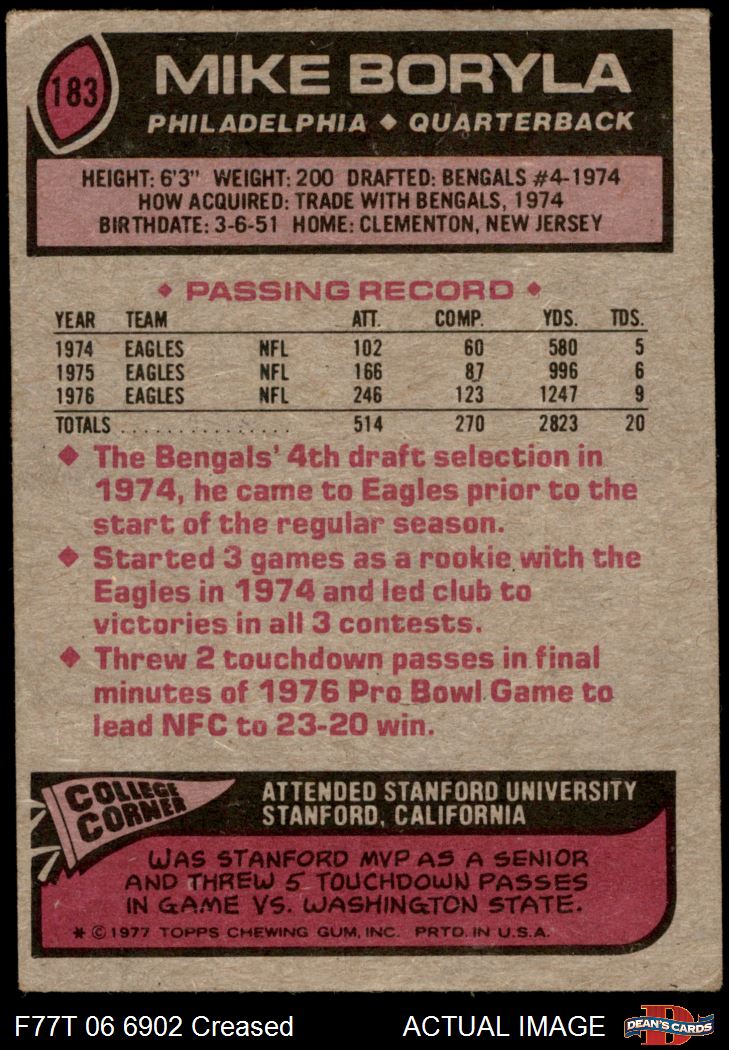 183
MIKE BORYLA
PHILADELPHIA ◆ QUARTERBACK
HEIGHT: 6'3" WEIGHT: 200 DRAFTED: BENGALS #4-1974
HOW ACQUIRED: TRADE WITH BENGALS, 1974
BIRTHDATE: 3-6-51 HOME: CLEMENTON, NEW JERSEY
◆ PASSING RECORD ◆
YEAR TEAM ATT. COMP. YDS. TDS.
1974 EAGLES NFL 102 60 580 5
1975 EAGLES NFL 166 87 996 6
1976 EAGLES NFL 246 123 1247 9
TOTALS ................ 514 270 2823 20
◆ The Bengals' 4th draft selection in
1974, he came to Eagles prior to the
start of the regular season.
◆ Started 3 games as a rookie with the
Eagles in 1974 and led club to
victories in all 3 contests.
◆ Threw 2 touchdown passes in final
minutes of 1976 Pro Bowl Game to
lead NFC to 23-20 win.
COLLEGE
CORNER
ATTENDED STANFORD UNIVERSITY
STANFORD, CALIFORNIA
WAS STANFORD MVP AS A SENIOR
AND THREW 5 TOUCHDOWN PASSES
IN GAME VS. WASHINGTON STATE.
* © 1977 TOPPS CHEWING GUM, INC. PRTD. IN U.S.A.
F77T 06 6902 Creased ACTUAL IMAGE
D
DEAN'S CARDS